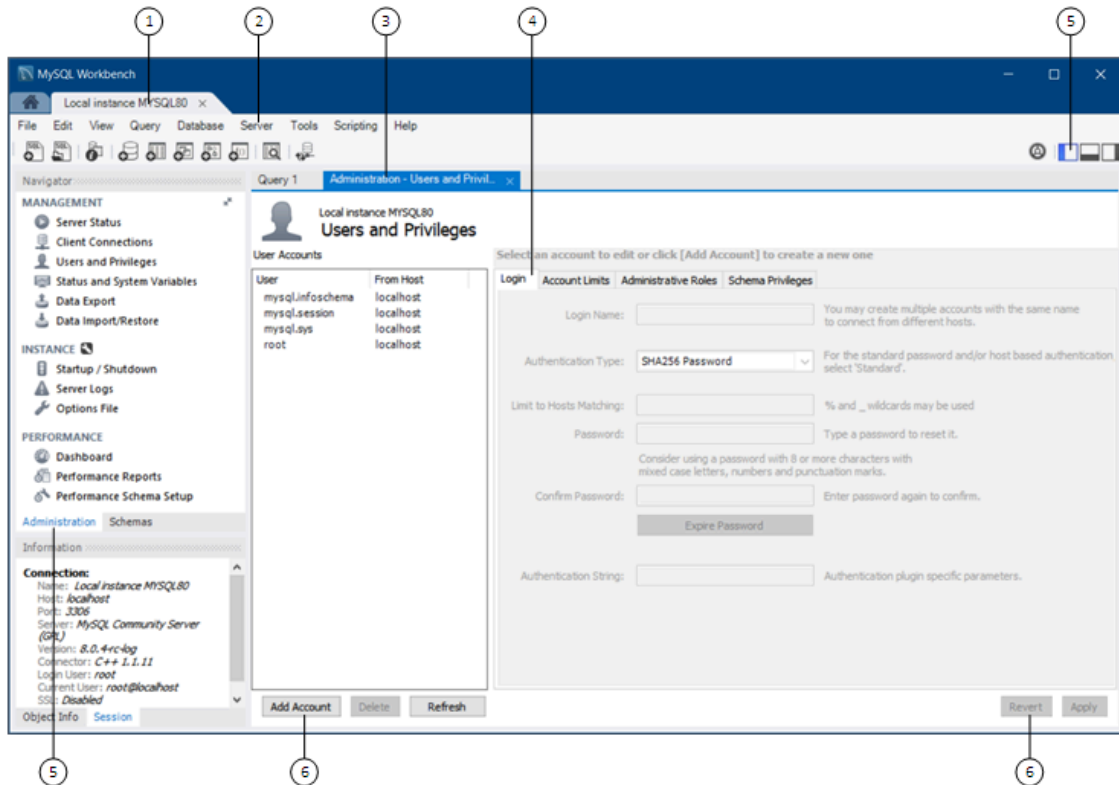 1 2 3 4 5
MySQL Workbench
Local instance MYSQL80 ×
File Edit View Query Database Server Tools Scripting Help
Navigator
MANAGEMENT
Server Status
Client Connections
Users and Privileges
Status and System Variables
Data Export
Data Import/Restore
INSTANCE
Startup / Shutdown
Server Logs
Options File
PERFORMANCE
Dashboard
Performance Reports
Performance Schema Setup
Administration Schemas
Information
Connection:
Name: Local instance MYSQL80
Host: localhost
Port: 3306
Server: MySQL Community Server
(GPL)
Version: 8.0.4-rc-log
Connector: C++ 1.1.11
Login User: root
Current User: root@localhost
SSL: Disabled
Object Info Session
Query 1 Administration - Users and Privil... ×
Local instance MYSQL80
Users and Privileges
User Accounts
User From Host
mysql.infoschema localhost
mysql.session localhost
mysql.sys localhost
root localhost
Add Account Delete Refresh
Select an account to edit or click [Add Account] to create a new one
Login Account Limits Administrative Roles Schema Privileges
Login Name: You may create multiple accounts with the same name
to connect from different hosts.
Authentication Type: SHA256 Password For the standard password and/or host based authentication
select 'Standard'.
Limit to Hosts Matching: % and _ wildcards may be used
Password: Type a password to reset it.
Consider using a password with 8 or more characters with
mixed case letters, numbers and punctuation marks.
Confirm Password: Enter password again to confirm.
Expire Password
Authentication String: Authentication plugin specific parameters.
Revert Apply
5 6 6